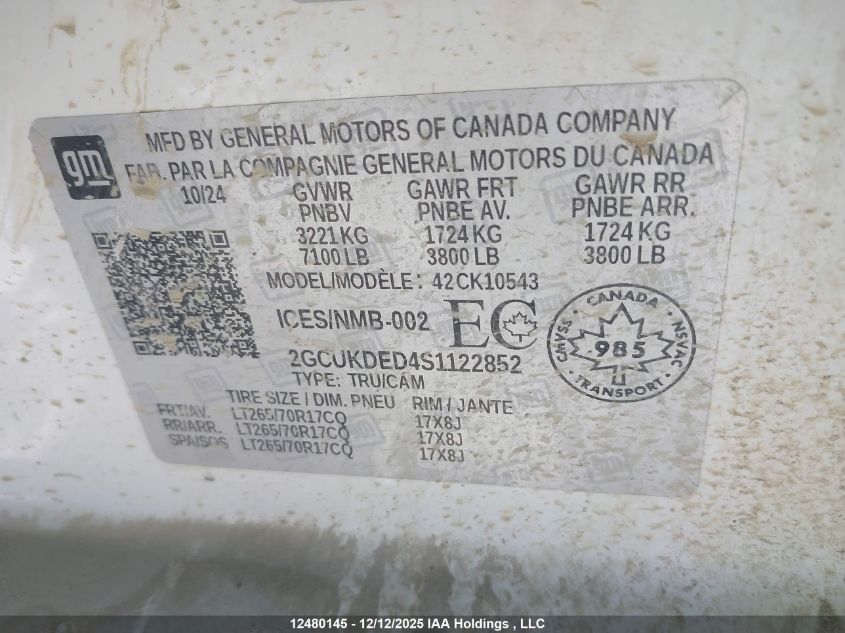 gm
MFD BY GENERAL MOTORS OF CANADA COMPANY
FAB. PAR LA COMPAGNIE GENERAL MOTORS DU CANADA
10/24 GVWR GAWR FRT GAWR RR
PNBV PNBE AV. PNBE ARR.
3221 KG 1724 KG 1724 KG
7100 LB 3800 LB 3800 LB
MODEL/MODÈLE: 42CK10543
ICES/NMB-002 EC
CANADA
CMVSS 985 NSVAC
TRANSPORT
2GCUKDED4S1122852
TYPE: TRU/CAM
TIRE SIZE / DIM. PNEU RIM / JANTE
FRT/AV. LT265/70R17CQ 17X8J
RR/ARR. LT265/70R17CQ 17X8J
SPA/SOS LT265/70R17CQ 17X8J
12480145 - 12/12/2025 IAA Holdings , LLC